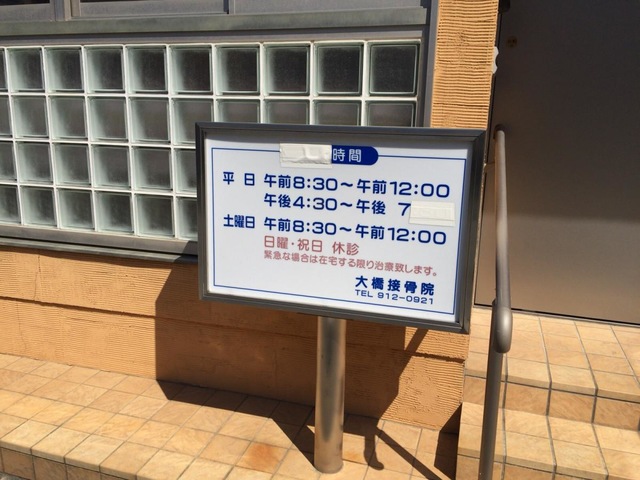 時間
平 日 午前8:30～午前12:00
午後4:30～午後 7
土曜日 午前8:30～午前12:00
日曜・祝日 休診
緊急な場合は在宅する限り治療致します。
大橋接骨院
TEL 912-0921